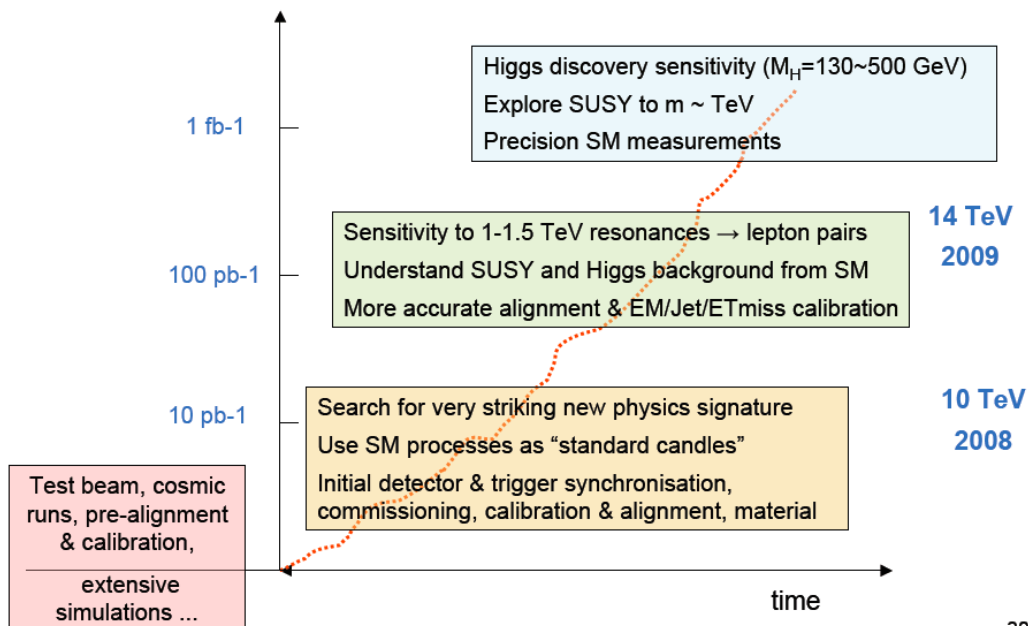 Higgs discovery sensitivity (M_H=130~500 GeV)
Explore SUSY to m ~ TeV
Precision SM measurements
1 fb-1
14 TeV
2009
Sensitivity to 1-1.5 TeV resonances → lepton pairs
Understand SUSY and Higgs background from SM
More accurate alignment & EM/Jet/ETmiss calibration
100 pb-1
10 TeV
2008
Search for very striking new physics signature
Use SM processes as “standard candles”
Initial detector & trigger synchronisation,
commissioning, calibration & alignment, material
10 pb-1
Test beam, cosmic
runs, pre-alignment
& calibration,
extensive
simulations ...
time